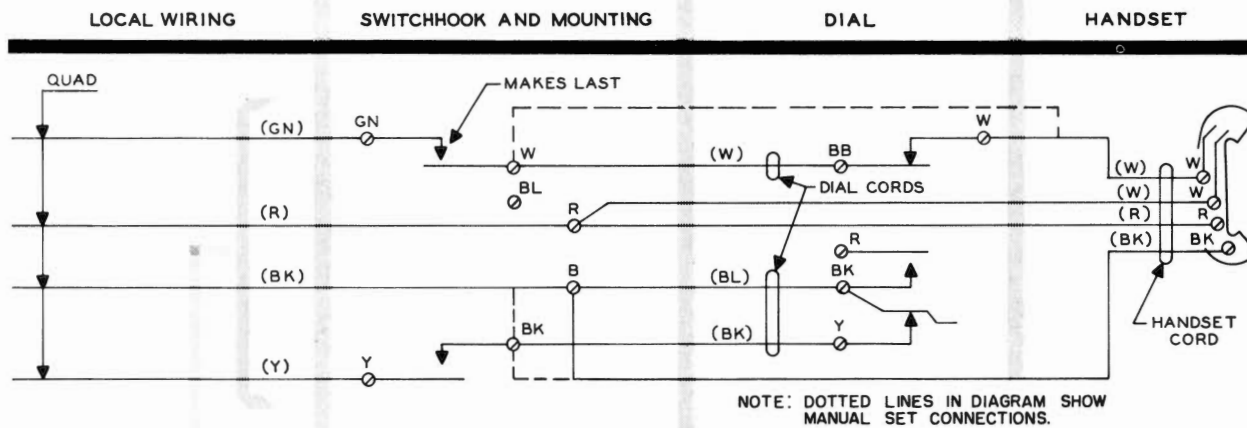 LOCAL WIRING
SWITCHHOOK AND MOUNTING
DIAL
HANDSET
QUAD
MAKES LAST
(GN)
GN
W
(W)
BB
W
(W)
W
BL
DIAL CORDS
(W)
W
(R)
R
(R)
R
R
(BK)
BK
(BK)
B
(BL)
BK
BK
(BK)
Y
HANDSET
CORD
(Y)
Y
NOTE: DOTTED LINES IN DIAGRAM SHOW
MANUAL SET CONNECTIONS.